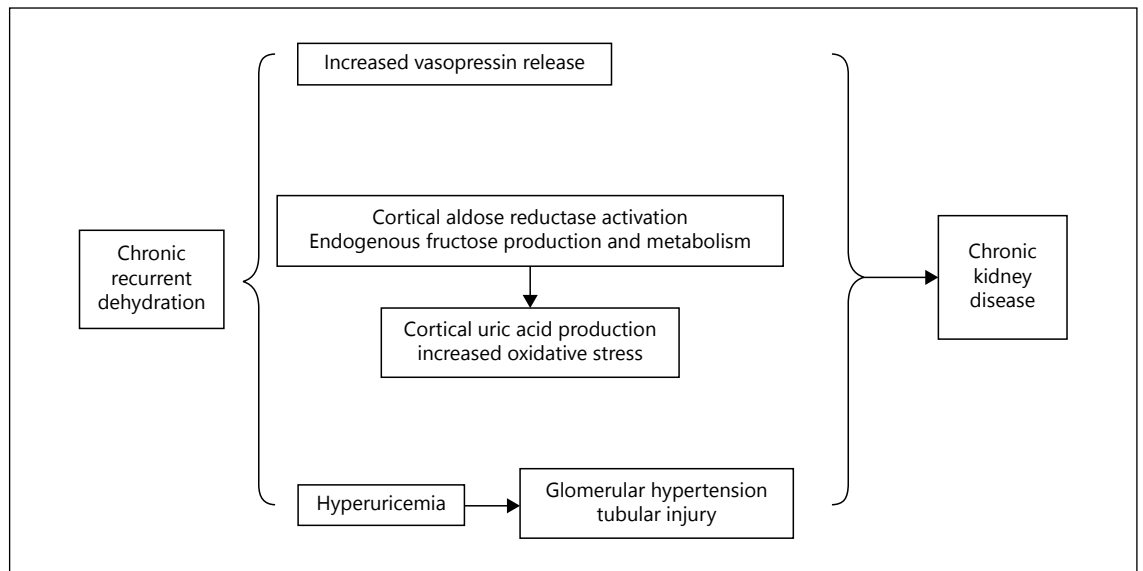 Increased vasopressin release
Chronic
recurrent
dehydration
Cortical aldose reductase activation
Endogenous fructose production and metabolism
Cortical uric acid production
increased oxidative stress
Hyperuricemia
Glomerular hypertension
tubular injury
Chronic
kidney
disease